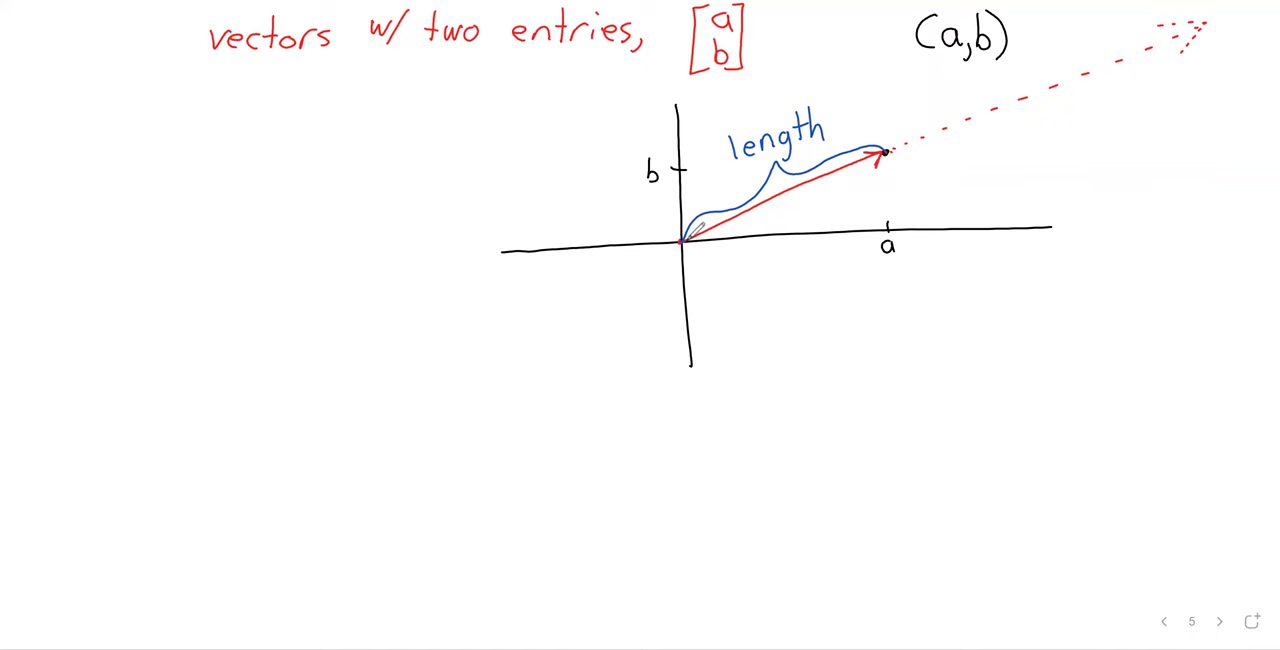 vectors w/ two entries, [a b] (a,b)
length
b
a
< 5 >